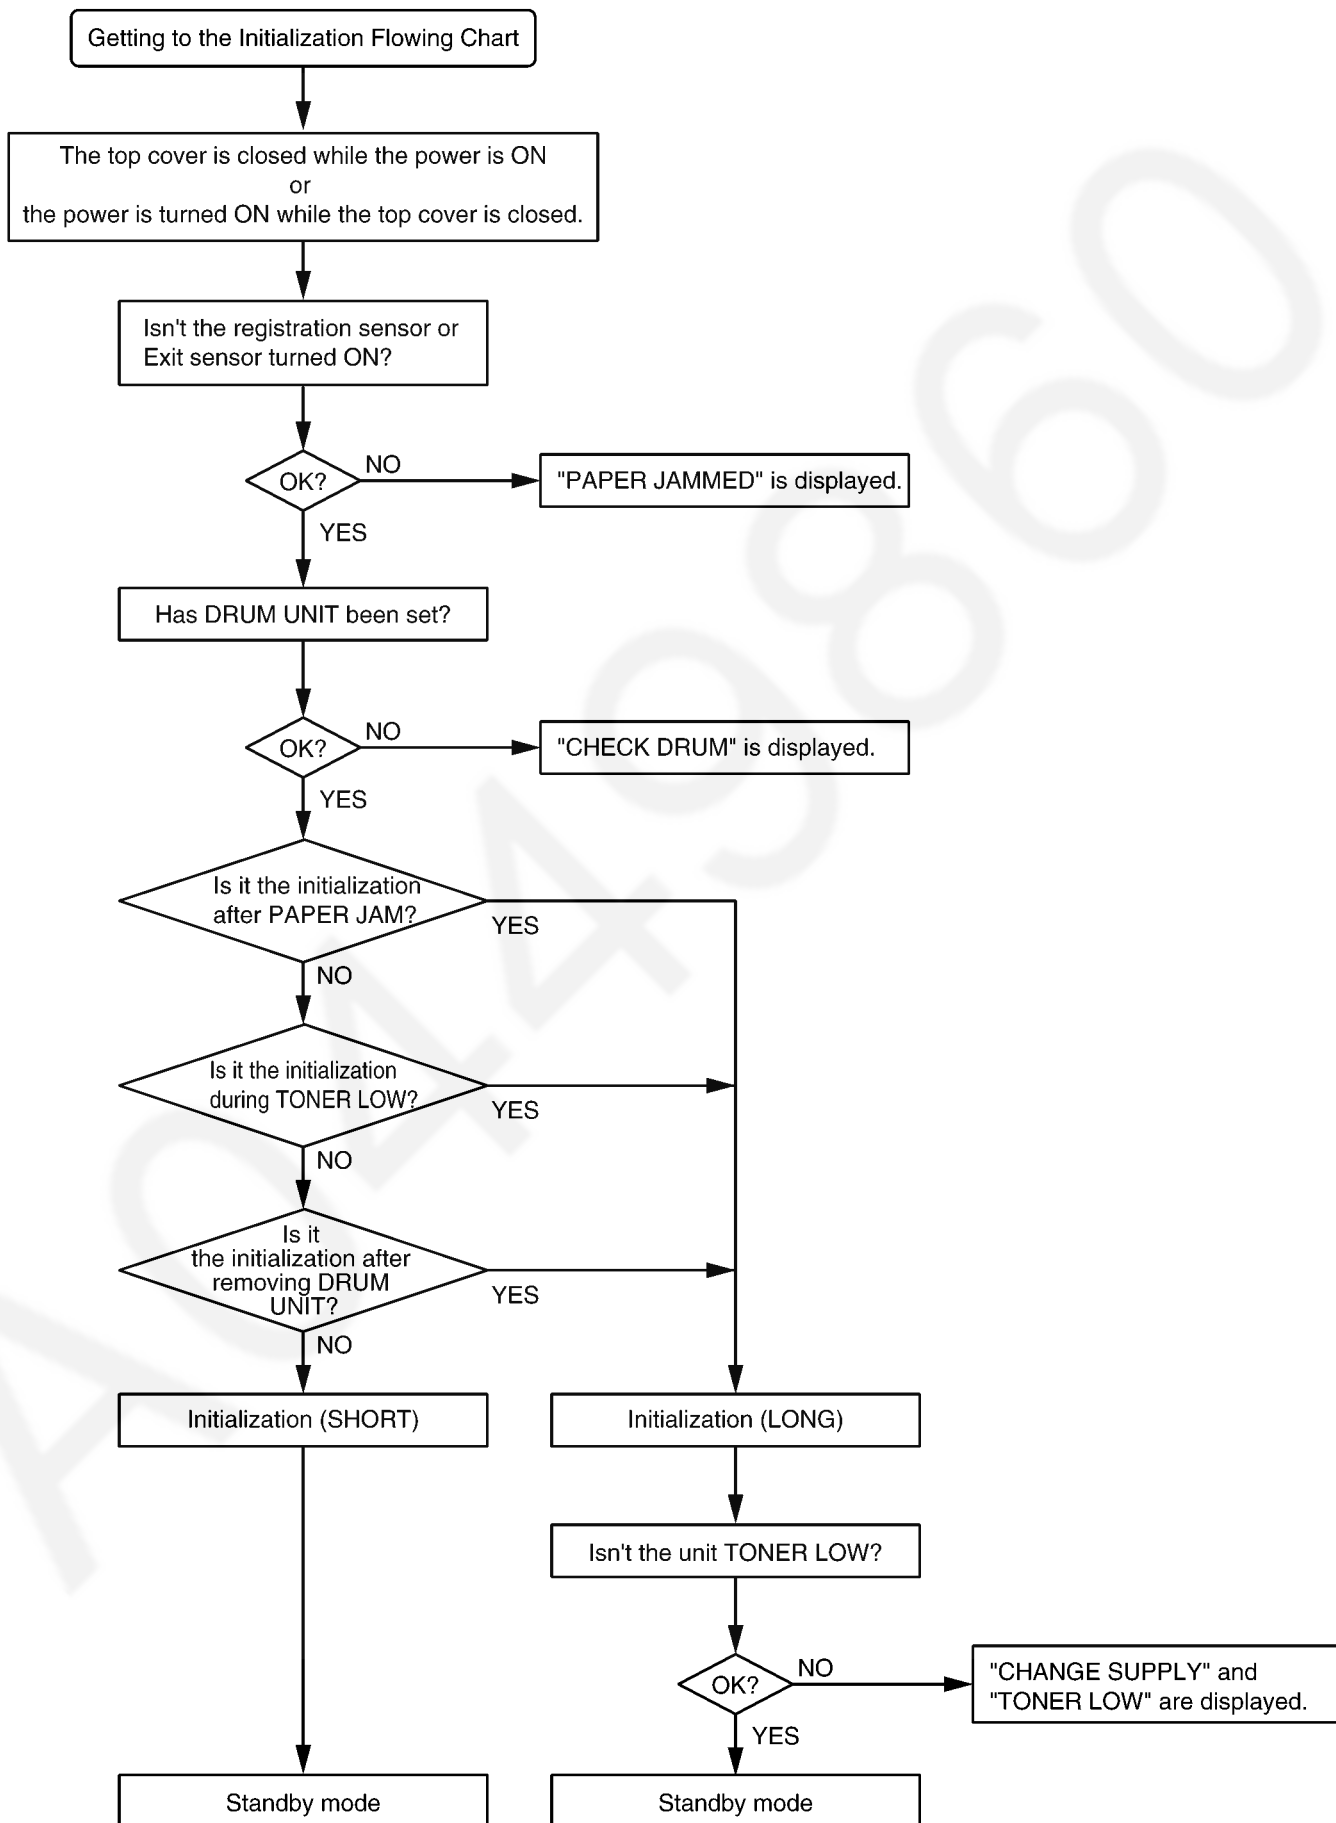 Getting to the Initialization Flowing Chart
The top cover is closed while the power is ON
or
the power is turned ON while the top cover is closed.
Isn't the registration sensor or
Exit sensor turned ON?
OK?
NO
"PAPER JAMMED" is displayed.
YES
Has DRUM UNIT been set?
OK?
NO
"CHECK DRUM" is displayed.
YES
Is it the initialization
after PAPER JAM?
YES
NO
Is it the initialization
during TONER LOW?
YES
NO
Is it
the initialization after
removing DRUM
UNIT?
YES
NO
Initialization (SHORT)
Initialization (LONG)
Isn't the unit TONER LOW?
OK?
NO
"CHANGE SUPPLY" and
"TONER LOW" are displayed.
YES
Standby mode
Standby mode
A0449860